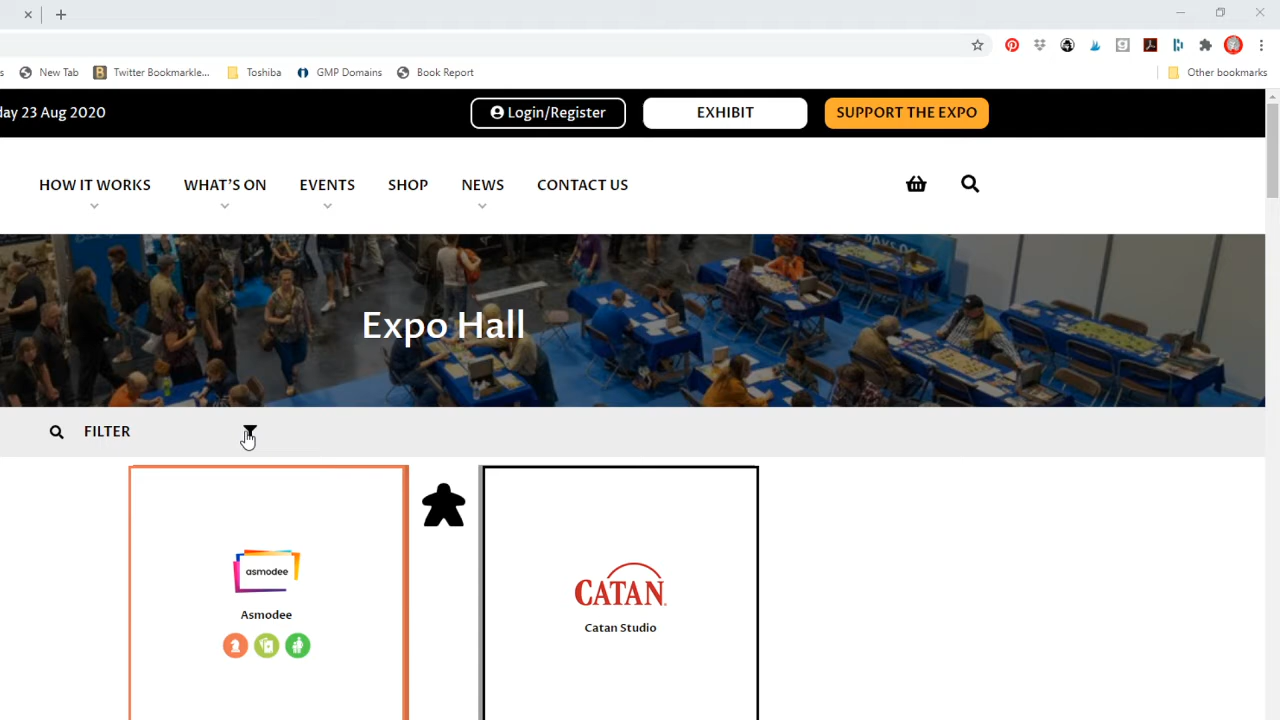 s New Tab Twitter Bookmarkle... Toshiba GMP Domains Book Report Other bookmarks
day 23 Aug 2020 Login/Register EXHIBIT SUPPORT THE EXPO
HOW IT WORKS WHAT'S ON EVENTS SHOP NEWS CONTACT US
Expo Hall
FILTER
asmodee
Asmodee
CATAN
Catan Studio